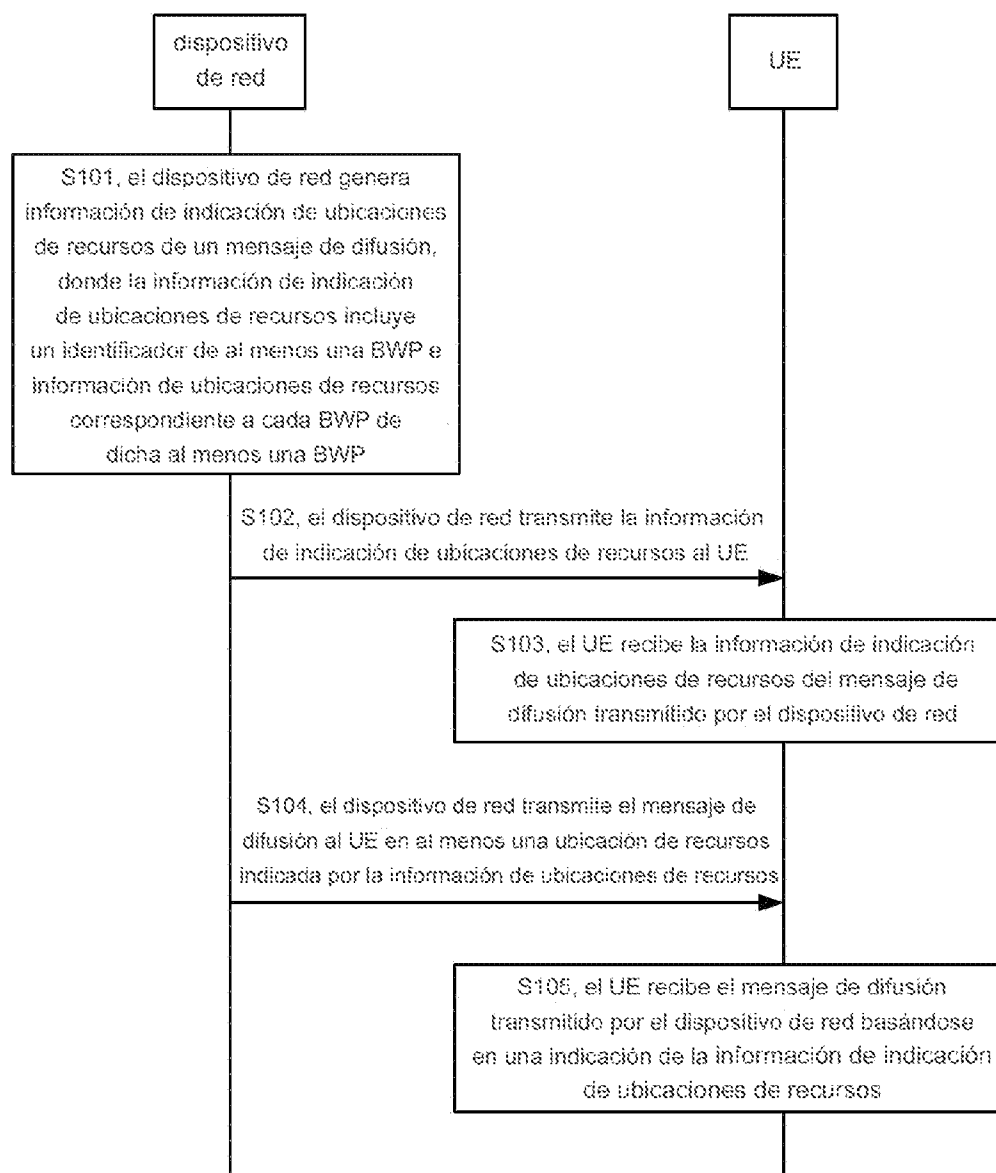 dispositivo
de red
UE
S101, el dispositivo de red genera
información de indicación de ubicaciones
de recursos de un mensaje de difusión,
donde la información de indicación
de ubicaciones de recursos incluye
un identificador de al menos una BWP e
información de ubicaciones de recursos
correspondiente a cada BWP de
dicha al menos una BWP
S102, el dispositivo de red transmite la información
de indicación de ubicaciones de recursos al UE
S103, el UE recibe la información de indicación
de ubicaciones de recursos del mensaje de
difusión transmitido por el dispositivo de red
S104, el dispositivo de red transmite el mensaje de
difusión al UE en al menos una ubicación de recursos
indicada por la información de ubicaciones de recursos
S105, el UE recibe el mensaje de difusión
transmitido por el dispositivo de red basándose
en una indicación de la información de indicación
de ubicaciones de recursos